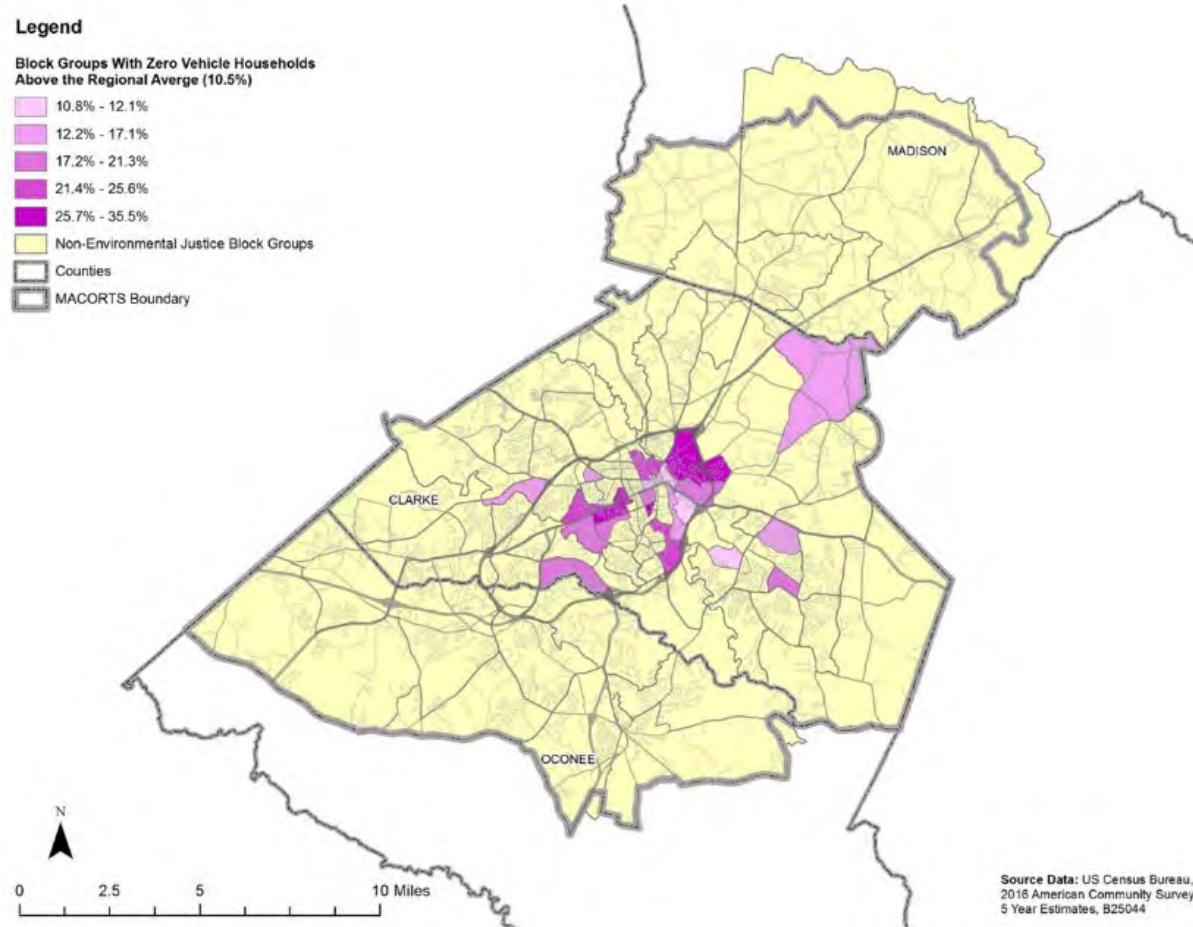 Legend
Block Groups With Zero Vehicle Households
Above the Regional Averge (10.5%)
10.8% - 12.1%
12.2% - 17.1%
17.2% - 21.3%
21.4% - 25.6%
25.7% - 35.5%
Non-Environmental Justice Block Groups
Counties
MACORTS Boundary
MADISON
CLARKE
OCONEE
N
0 2.5 5 10 Miles
Source Data: US Census Bureau,
2016 American Community Survey
5 Year Estimates, B25044